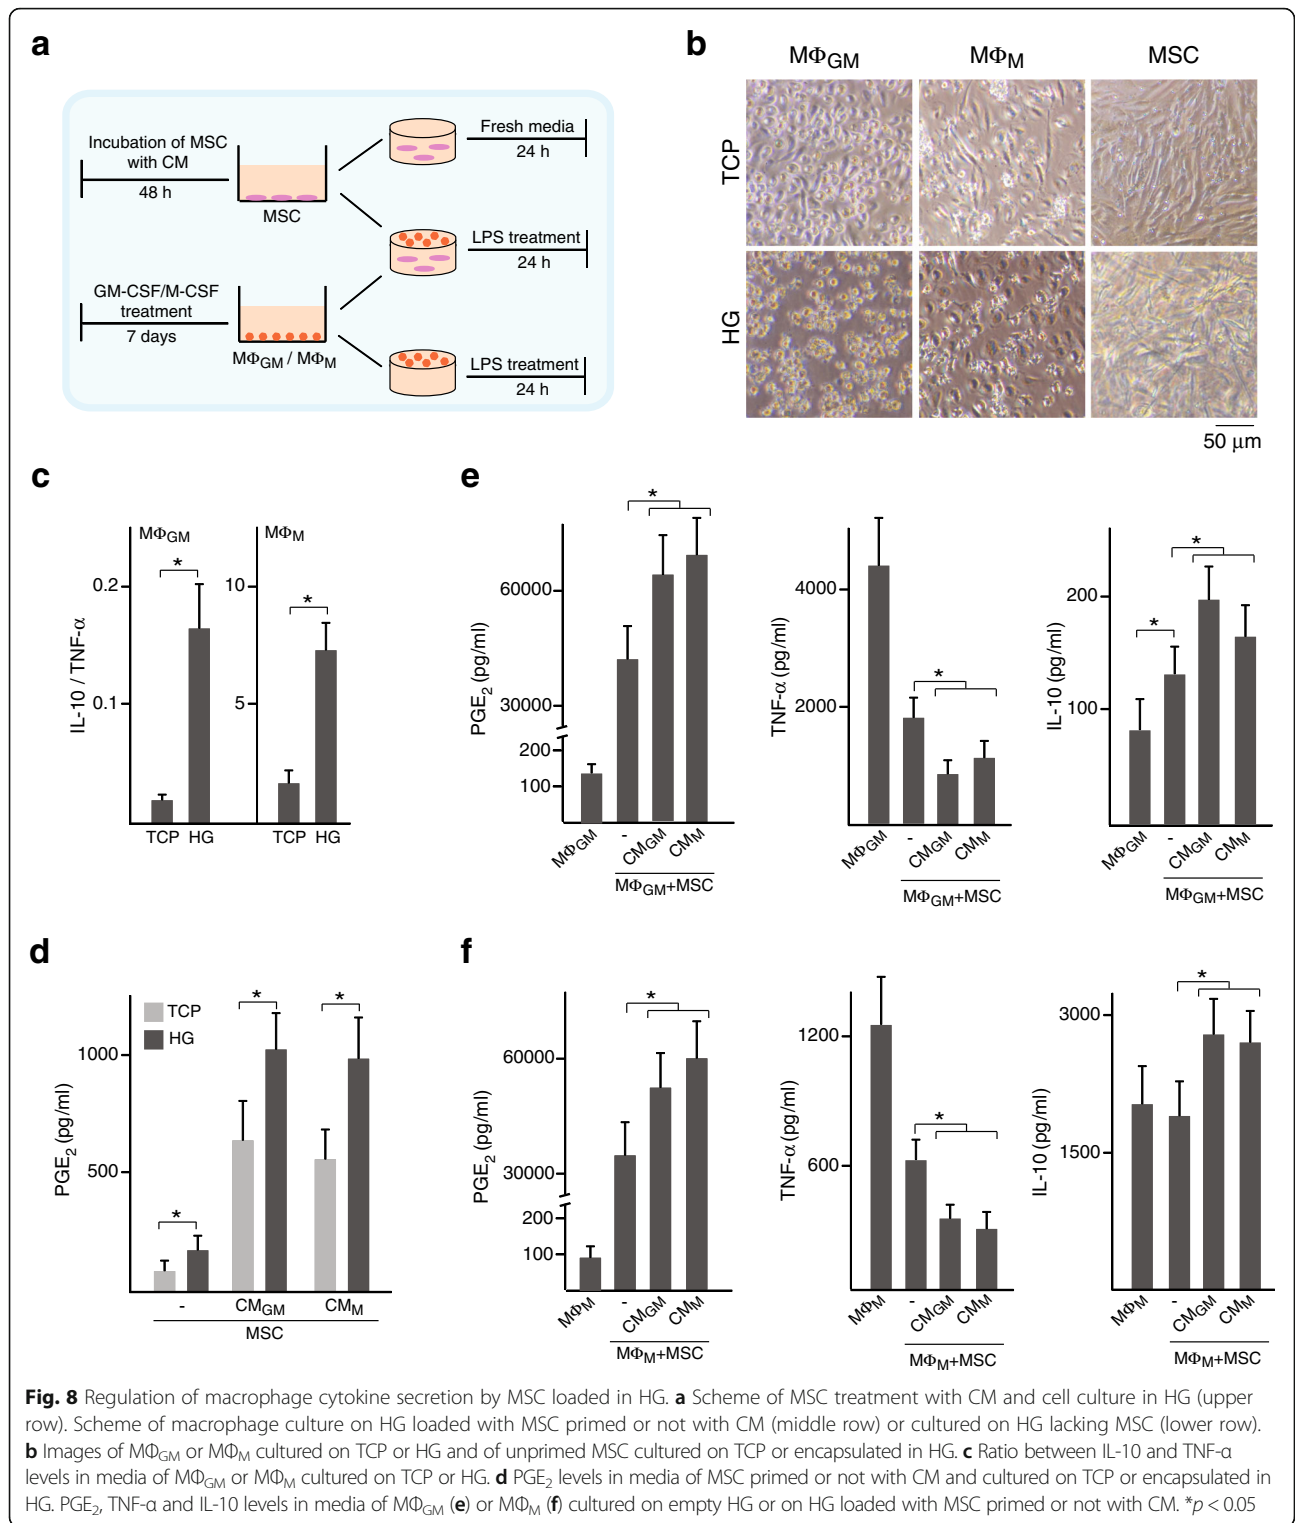 a
Incubation of MSC
with CM
48 h
MSC
Fresh media
24 h
LPS treatment
24 h
GM-CSF/M-CSF
treatment
7 days
MΦGM / MΦM
LPS treatment
24 h
b
MΦGM MΦM MSC
TCP
HG
50 µm
c
IL-10 / TNF-α
MΦGM
0.2
0.1
*
TCP HG
MΦM
10
5
*
TCP HG
e
PGE2 (pg/ml)
60000
30000
200
100
*
MΦGM - CMGM CMM
MΦGM+MSC
TNF-α (pg/ml)
4000
2000
*
MΦGM - CMGM CMM
MΦGM+MSC
IL-10 (pg/ml)
200
100
* *
MΦGM - CMGM CMM
MΦGM+MSC
d
PGE2 (pg/ml)
TCP
HG
1000
500
* * *
- CMGM CMM
MSC
f
PGE2 (pg/ml)
60000
30000
200
100
*
MΦM - CMGM CMM
MΦM+MSC
TNF-α (pg/ml)
1200
600
*
MΦM - CMGM CMM
MΦM+MSC
IL-10 (pg/ml)
3000
1500
*
MΦM - CMGM CMM
MΦM+MSC
Fig. 8 Regulation of macrophage cytokine secretion by MSC loaded in HG. a Scheme of MSC treatment with CM and cell culture in HG (upper
row). Scheme of macrophage culture on HG loaded with MSC primed or not with CM (middle row) or cultured on HG lacking MSC (lower row).
b Images of MΦGM or MΦM cultured on TCP or HG and of unprimed MSC cultured on TCP or encapsulated in HG. c Ratio between IL-10 and TNF-α
levels in media of MΦGM or MΦM cultured on TCP or HG. d PGE2 levels in media of MSC primed or not with CM and cultured on TCP or encapsulated in
HG. PGE2, TNF-α and IL-10 levels in media of MΦGM (e) or MΦM (f) cultured on empty HG or on HG loaded with MSC primed or not with CM. *p < 0.05